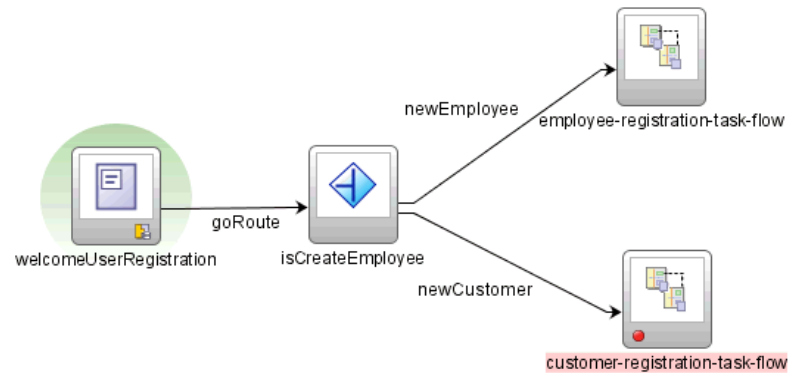 newEmployee
employee-registration-task-flow
goRoute
welcomeUserRegistration
isCreateEmployee
newCustomer
customer-registration-task-flow